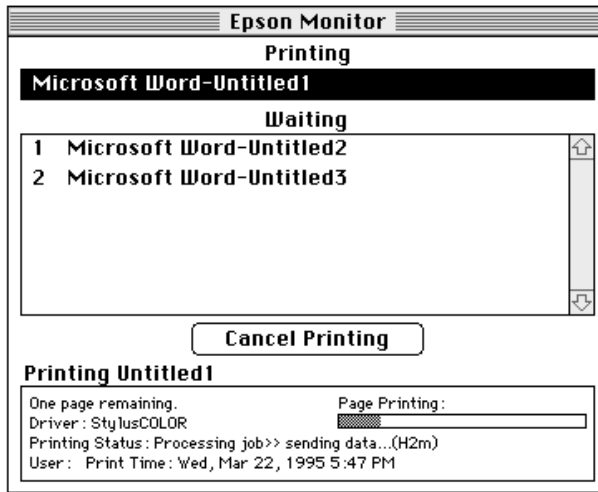 Epson Monitor
Printing
Microsoft Word-Untitled1
Waiting
1 Microsoft Word-Untitled2
2 Microsoft Word-Untitled3
Cancel Printing
Printing Untitled1
One page remaining. Page Printing:
Driver: StylusCOLOR
Printing Status: Processing job>> sending data...(H2m)
User: Print Time: Wed, Mar 22, 1995 5:47 PM